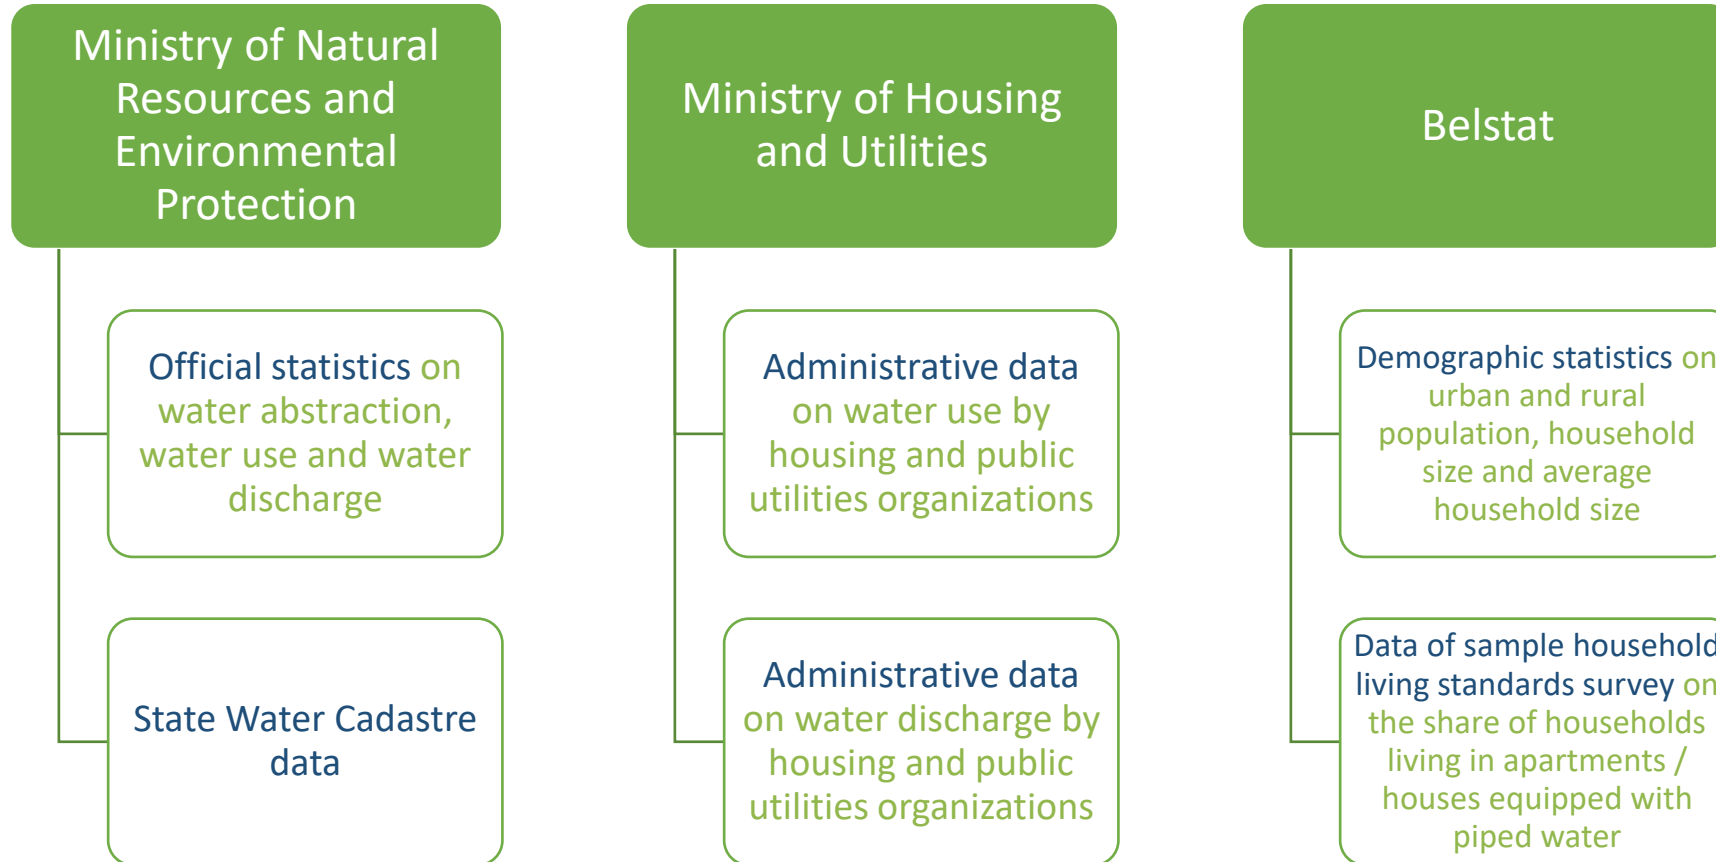 Ministry of Natural
Resources and
Environmental
Protection
Official statistics on
water abstraction,
water use and water
discharge
State Water Cadastre
data
Ministry of Housing
and Utilities
Administrative data
on water use by
housing and public
utilities organizations
Administrative data
on water discharge by
housing and public
utilities organizations
Belstat
Demographic statistics on
urban and rural
population, household
size and average
household size
Data of sample household
living standards survey on
the share of households
living in apartments /
houses equipped with
piped water